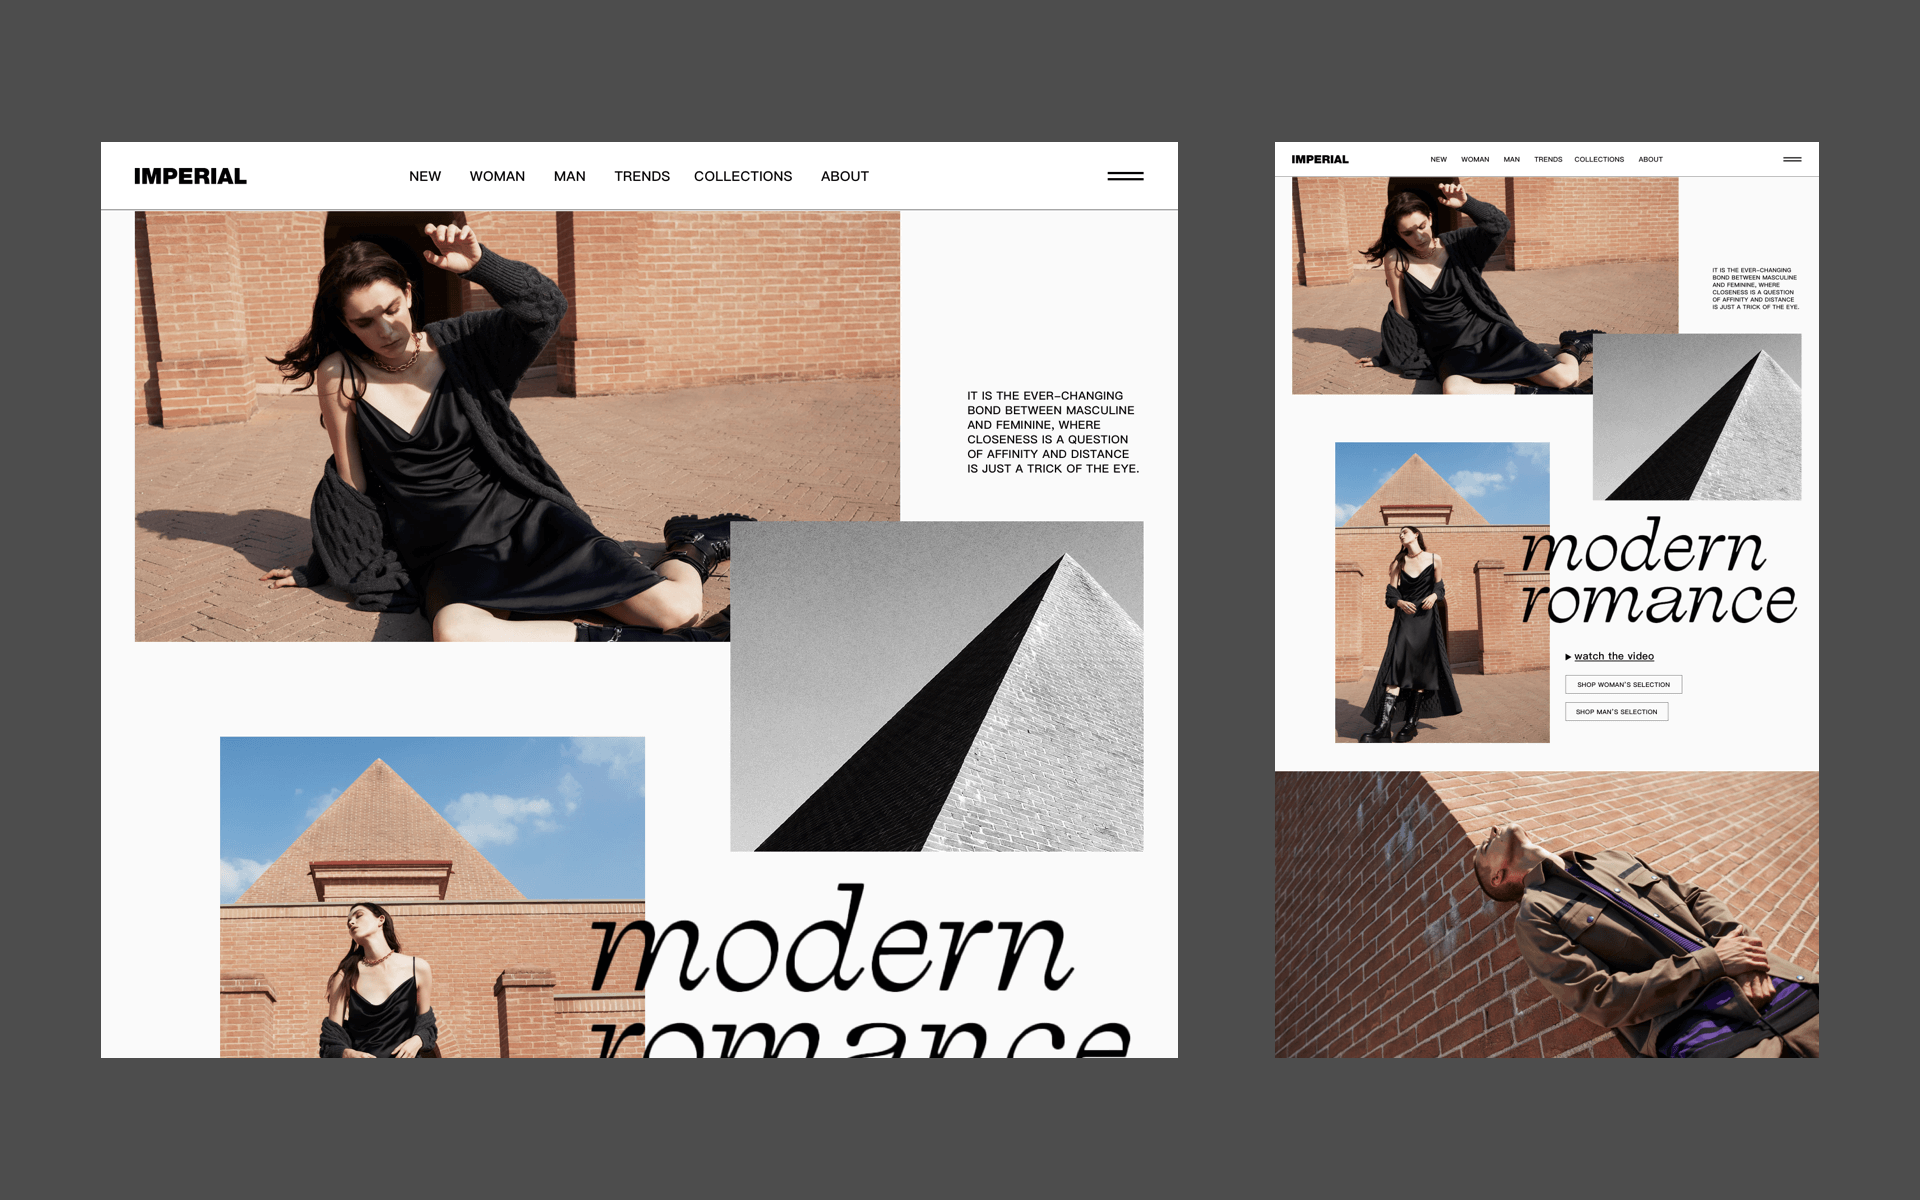 IMPERIAL
NEW WOMAN MAN TRENDS COLLECTIONS ABOUT
IT IS THE EVER–CHANGING
BOND BETWEEN MASCULINE
AND FEMININE, WHERE
CLOSENESS IS A QUESTION
OF AFFINITY AND DISTANCE
IS JUST A TRICK OF THE EYE.
modern
romance
IMPERIAL
NEW WOMAN MAN TRENDS COLLECTIONS ABOUT
IT IS THE EVER–CHANGING
BOND BETWEEN MASCULINE
AND FEMININE, WHERE
CLOSENESS IS A QUESTION
OF AFFINITY AND DISTANCE
IS JUST A TRICK OF THE EYE.
modern
romance
watch the video
SHOP WOMAN'S SELECTION
SHOP MAN'S SELECTION